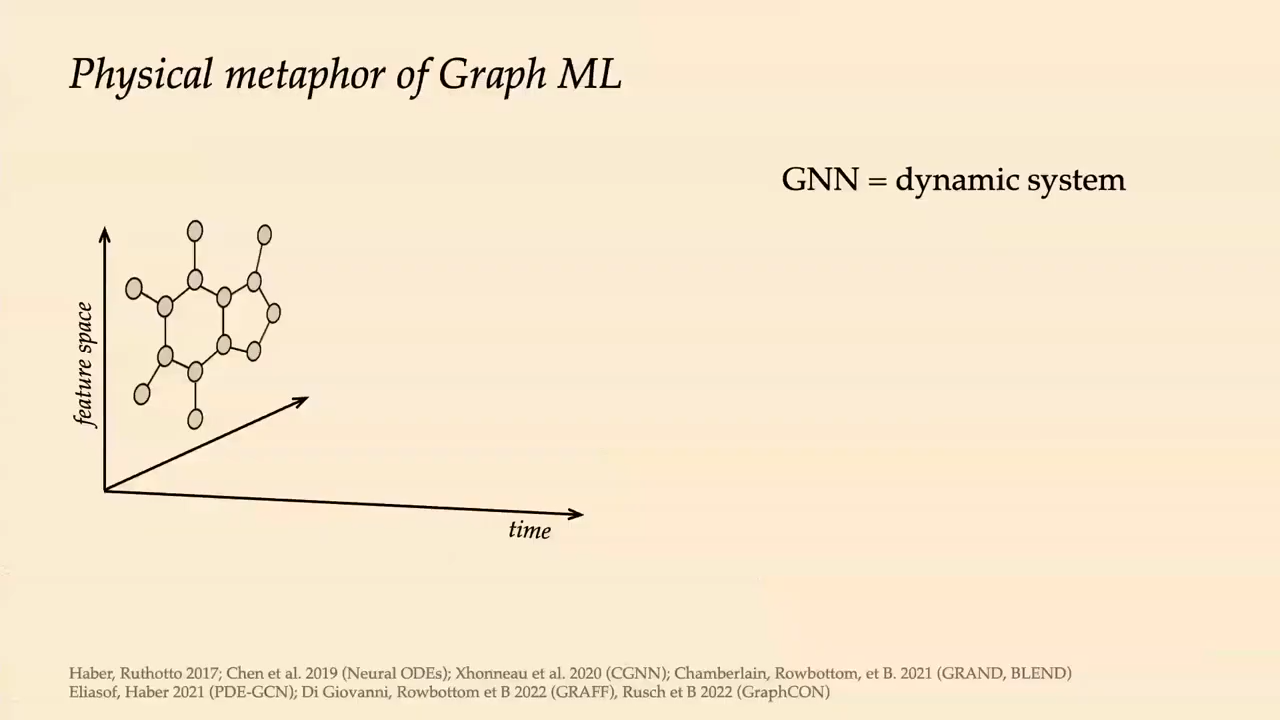 Physical metaphor of Graph ML
GNN = dynamic system
feature space
time
Haber, Ruthotto 2017; Chen et al. 2019 (Neural ODEs); Xhonneau et al. 2020 (CGNN); Chamberlain, Rowbottom, et B. 2021 (GRAND, BLEND)
Eliasof, Haber 2021 (PDE-GCN); Di Giovanni, Rowbottom et B 2022 (GRAFF), Rusch et B 2022 (GraphCON)